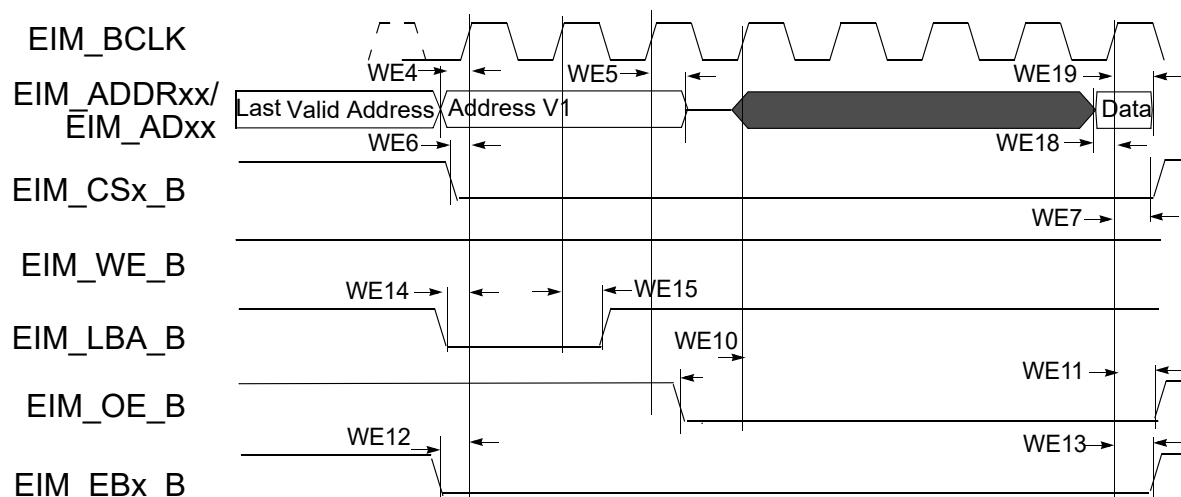 EIM_BCLK
WE4
WE5
WE19
EIM_ADDRxx/
EIM_ADxx
Last Valid Address
Address V1
Data
WE6
WE18
EIM_CSx_B
WE7
EIM_WE_B
WE14
WE15
EIM_LBA_B
WE10
WE11
EIM_OE_B
WE12
WE13
EIM_EBx_B